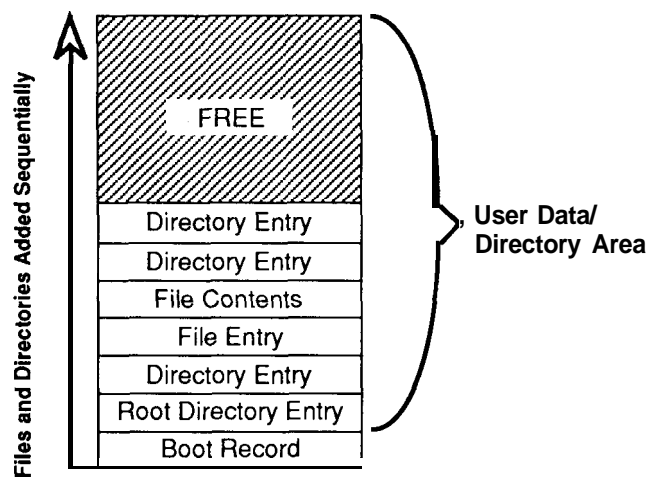 Files and Directories Added Sequentially
FREE
Directory Entry
Directory Entry
File Contents
File Entry
Directory Entry
Root Directory Entry
Boot Record
User Data/
Directory Area